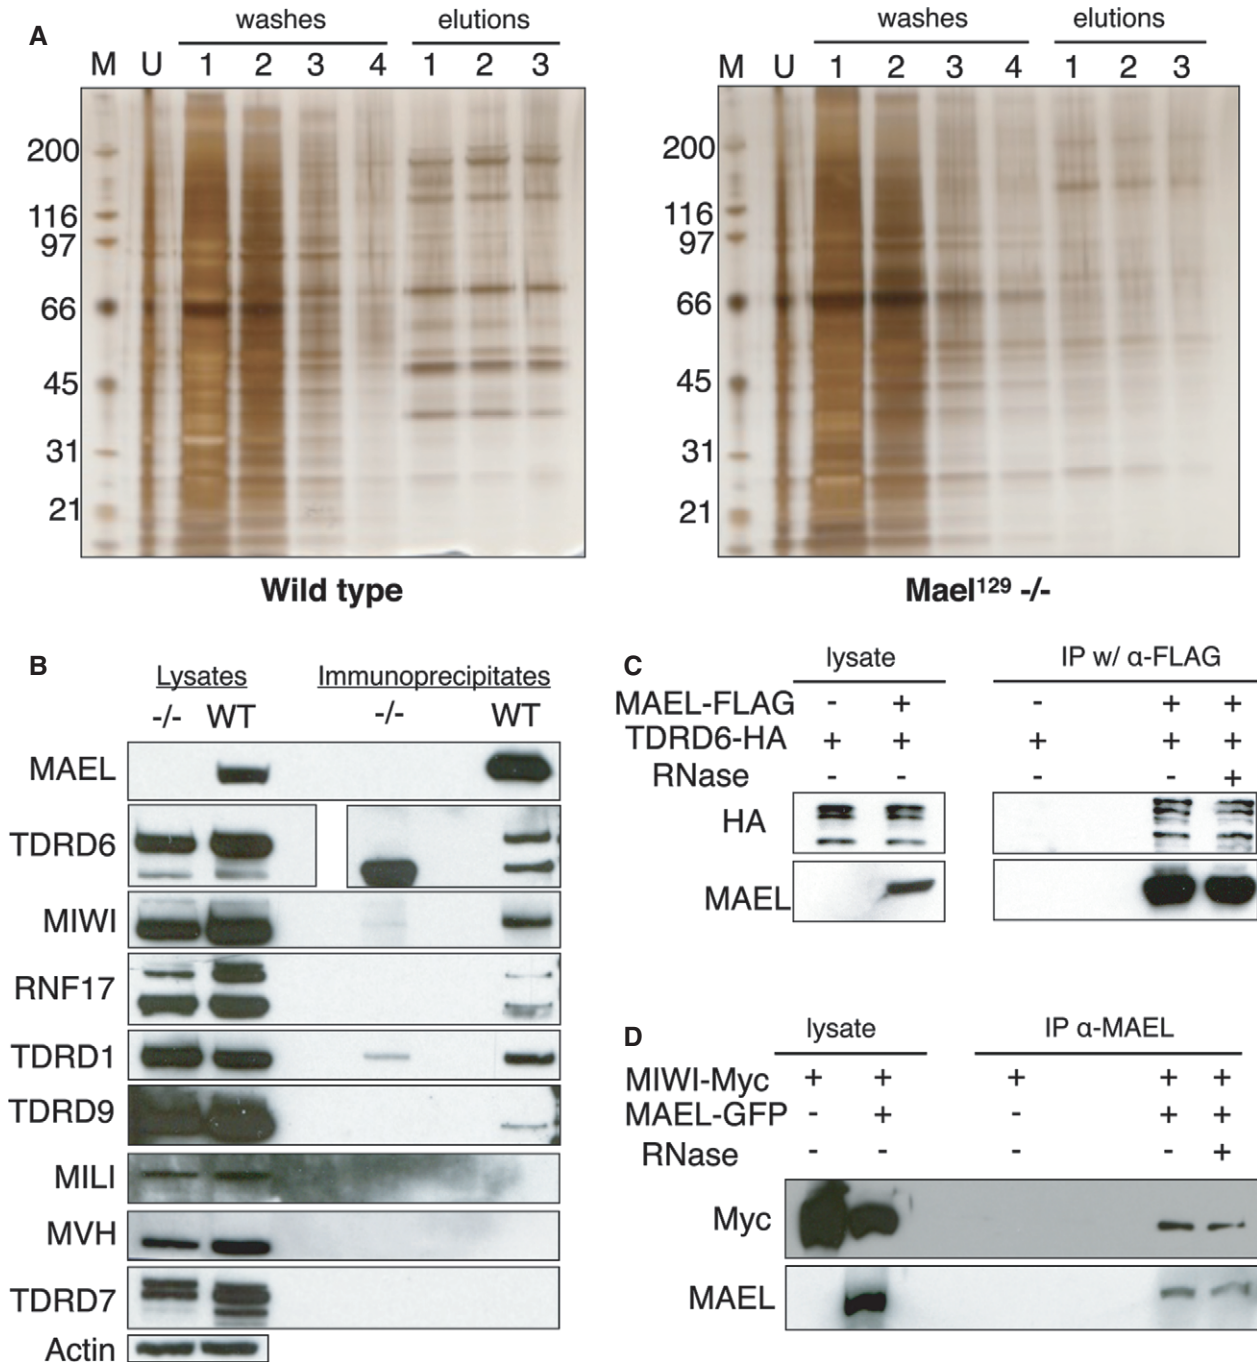 A
washes elutions
M U 1 2 3 4 1 2 3
200
116
97
66
45
31
21
Wild type
washes elutions
M U 1 2 3 4 1 2 3
200
116
97
66
45
31
21
Mael¹²⁹ -/-
B
Lysates Immunoprecipitates
-/- WT -/- WT
MAEL
TDRD6
MIWI
RNF17
TDRD1
TDRD9
MILI
MVH
TDRD7
Actin
C
lysate IP w/ α-FLAG
MAEL-FLAG - + - + +
TDRD6-HA + + + + +
RNase - - - - +
HA
MAEL
D
lysate IP α-MAEL
MIWI-Myc + + + + +
MAEL-GFP - + - + +
RNase - - - - +
Myc
MAEL